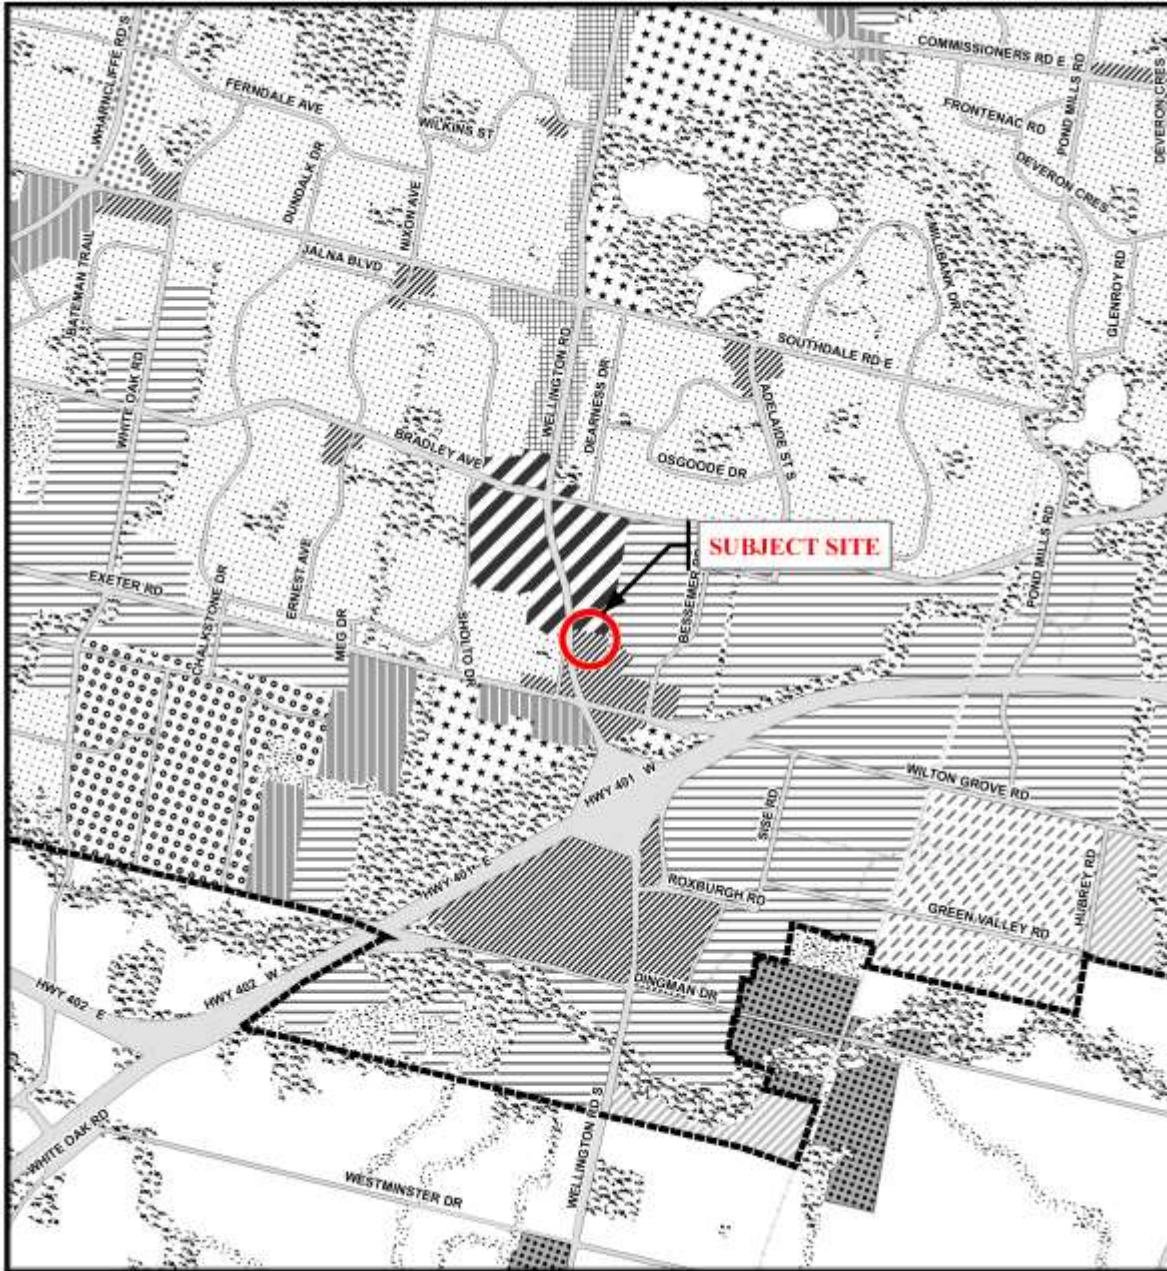 WHARNCLIFFE RD S
COMMISSIONERS RD E
FERNDALE AVE
WILKINS ST
FRONTENAC RD
POND MILLS RD
DEVERON CRES
DEVERON CRES
DUNDALK DR
NIXON AVE
JALNA BLVD
BATEMAN TRAIL
MILLBANK DR
GLENROY RD
WHITE OAK RD
WELLINGTON RD
DEARNESS DR
SOUTHDALE RD E
ADELAIDE ST S
BRADLEY AVE
OSGOODE DR
SUBJECT SITE
EXETER RD
CHALKSTONE DR
ERNEST AVE
MEG DR
SHOLTO DR
BESSEMER RD
POND MILLS RD
HWY 401 W
WILTON GROVE RD
SISE RD
HUBREY RD
HWY 401 E
ROXBURGH RD
GREEN VALLEY RD
DINGMAN DR
HWY 402 W
HWY 402 E
WHITE OAK RD
WELLINGTON RD S
WESTMINSTER DR